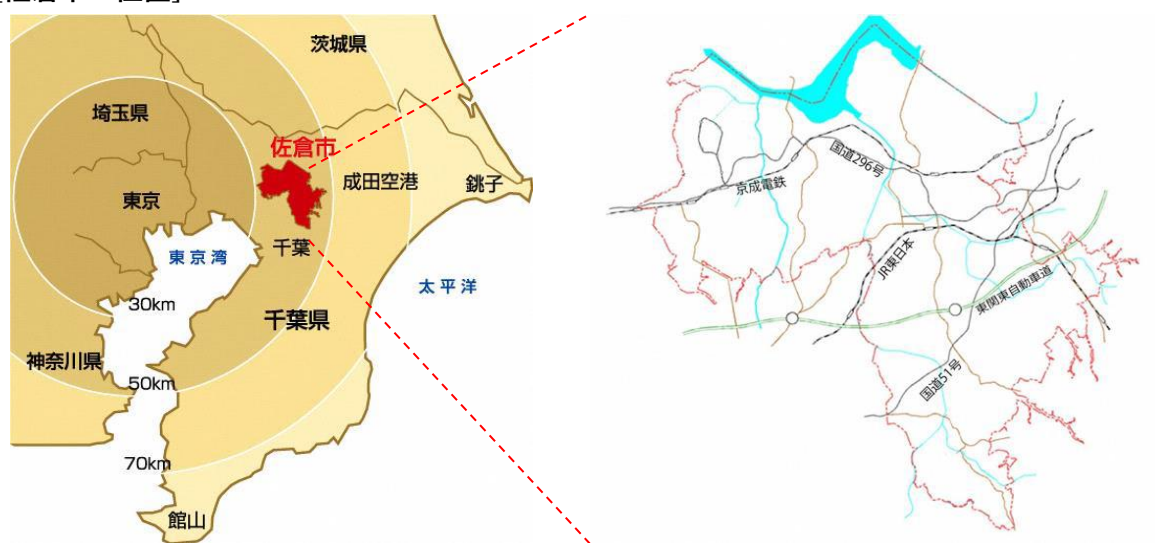 茨城県
埼玉県
佐倉市
成田空港
銚子
東京
千葉
東京湾
太平洋
30km
千葉県
神奈川県
50km
70km
館山
国道296号
京成電鉄
JR東日本
東関東自動車道
国道51号